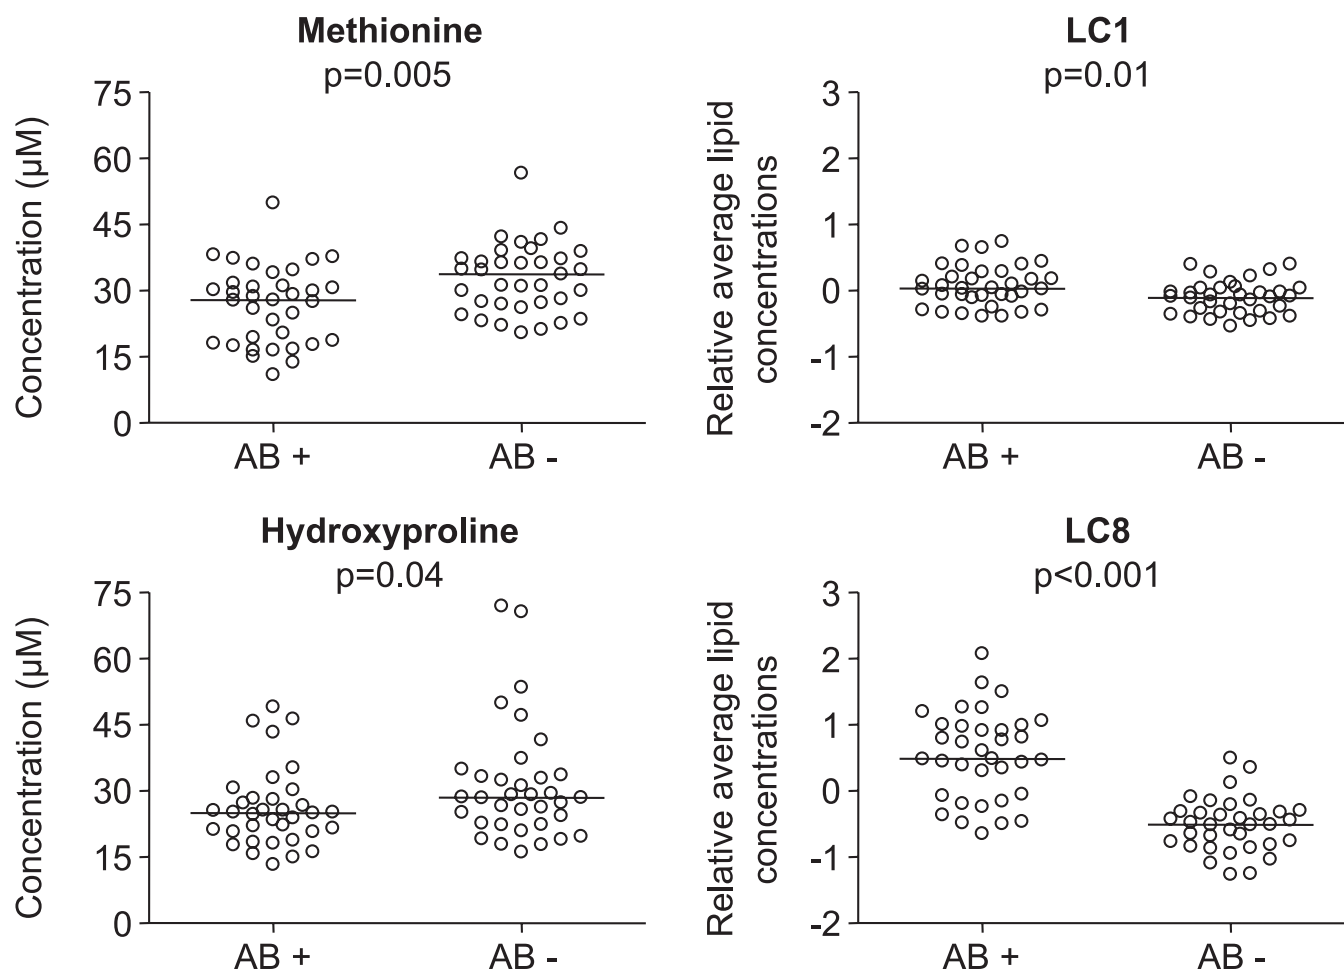 Methionine
p=0.005
Concentration (µM)
75
60
45
30
15
0
AB +
AB -
LC1
p=0.01
Relative average lipid
concentrations
3
2
1
0
-1
-2
AB +
AB -
Hydroxyproline
p=0.04
Concentration (µM)
75
60
45
30
15
0
AB +
AB -
LC8
p<0.001
Relative average lipid
concentrations
3
2
1
0
-1
-2
AB +
AB -